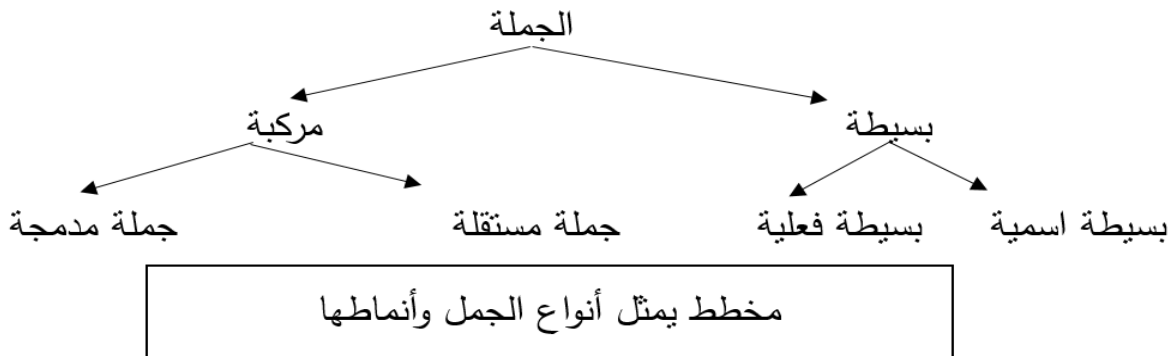 الجملة
بسيطة مركبة
بسيطة اسمية بسيطة فعلية جملة مستقلة جملة مدمجة
مخطط يمثل أنواع الجمل وأنماطها